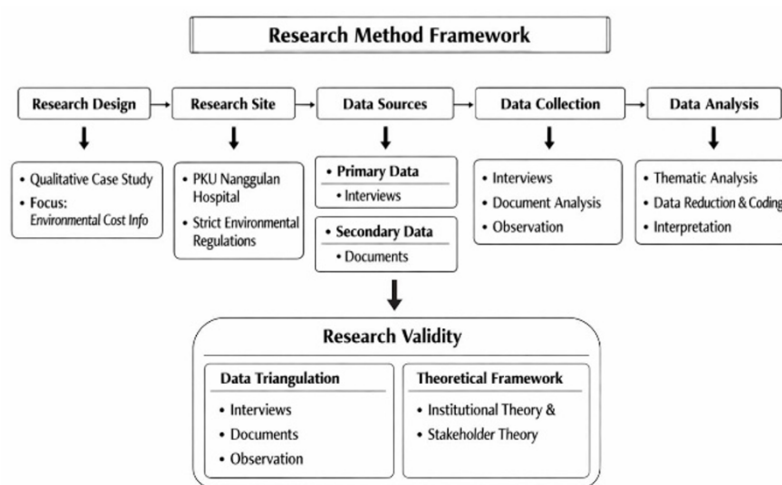 Research Method Framework
Research Design
Research Site
Data Sources
Data Collection
Data Analysis
• Qualitative Case Study
• Focus:
Environmental Cost Info
• PKU Nanggulan
Hospital
• Strict Environmental
Regulations
• Primary Data
• Interviews
• Secondary Data
• Documents
• Interviews
• Document Analysis
• Observation
• Thematic Analysis
• Data Reduction & Coding
• Interpretation
Research Validity
Data Triangulation
• Interviews
• Documents
• Observation
Theoretical Framework
• Institutional Theory &
• Stakeholder Theory